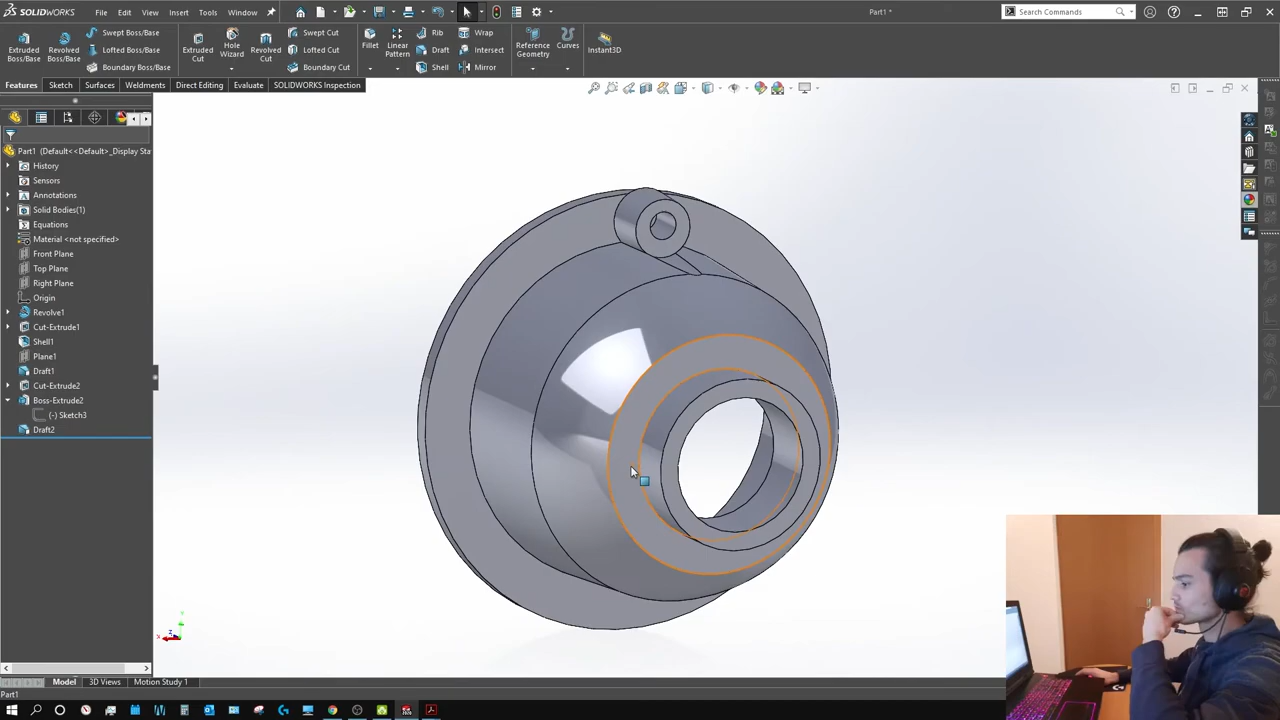 SOLIDWORKS
File Edit View Insert Tools Window
Part1 *
Search Commands
Extruded Boss/Base
Revolved Boss/Base
Swept Boss/Base
Lofted Boss/Base
Boundary Boss/Base
Extruded Cut
Hole Wizard
Revolved Cut
Swept Cut
Lofted Cut
Boundary Cut
Fillet
Linear Pattern
Rib
Draft
Shell
Wrap
Intersect
Mirror
Reference Geometry
Curves
Instant3D
Features Sketch Surfaces Weldments Direct Editing Evaluate SOLIDWORKS Inspection
Part1 (Default<<Default>_Display Sta
History
Sensors
Annotations
Solid Bodies(1)
Equations
Material <not specified>
Front Plane
Top Plane
Right Plane
Origin
Revolve1
Cut-Extrude1
Shell1
Plane1
Draft1
Cut-Extrude2
Boss-Extrude2
(-) Sketch3
Draft2
Model 3D Views Motion Study 1
Part1